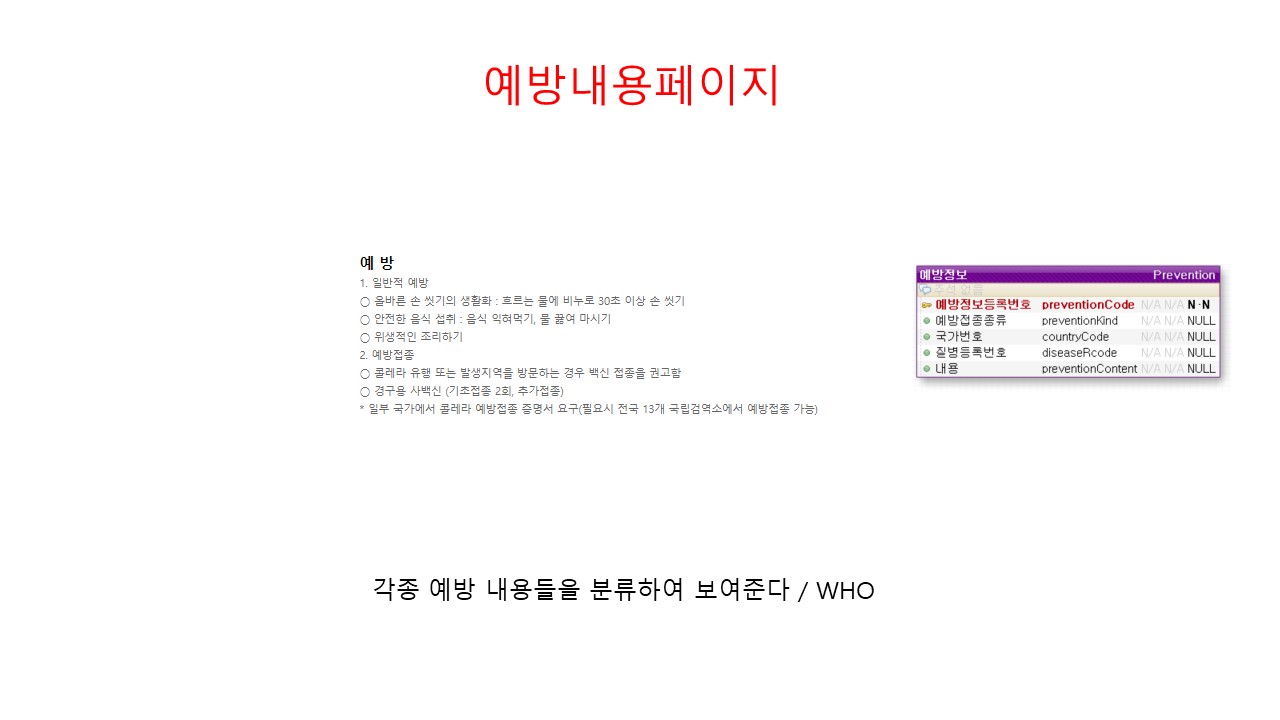 예방내용페이지
예 방
1. 일반적 예방
○ 올바른 손 씻기의 생활화 : 흐르는 물에 비누로 30초 이상 손 씻기
○ 안전한 음식 섭취 : 음식 익혀먹기, 물 끓여 마시기
○ 위생적인 조리하기
2. 예방접종
○ 콜레라 유행 또는 발생지역을 방문하는 경우 백신 접종을 권고함
○ 경구용 사백신 (기초접종 2회, 추가접종)
* 일부 국가에서 콜레라 예방접종 증명서 요구(필요시 전국 13개 국립검역소에서 예방접종 가능)
예방정보 Prevention
주석 없음
예방정보등록번호 preventionCode N/A N/A N-N
예방접종종류 preventionKind N/A N/A NULL
국가번호 countryCode N/A N/A NULL
질병등록번호 diseaseRcode N/A N/A NULL
내용 preventionContent N/A N/A NULL
각종 예방 내용들을 분류하여 보여준다 / WHO